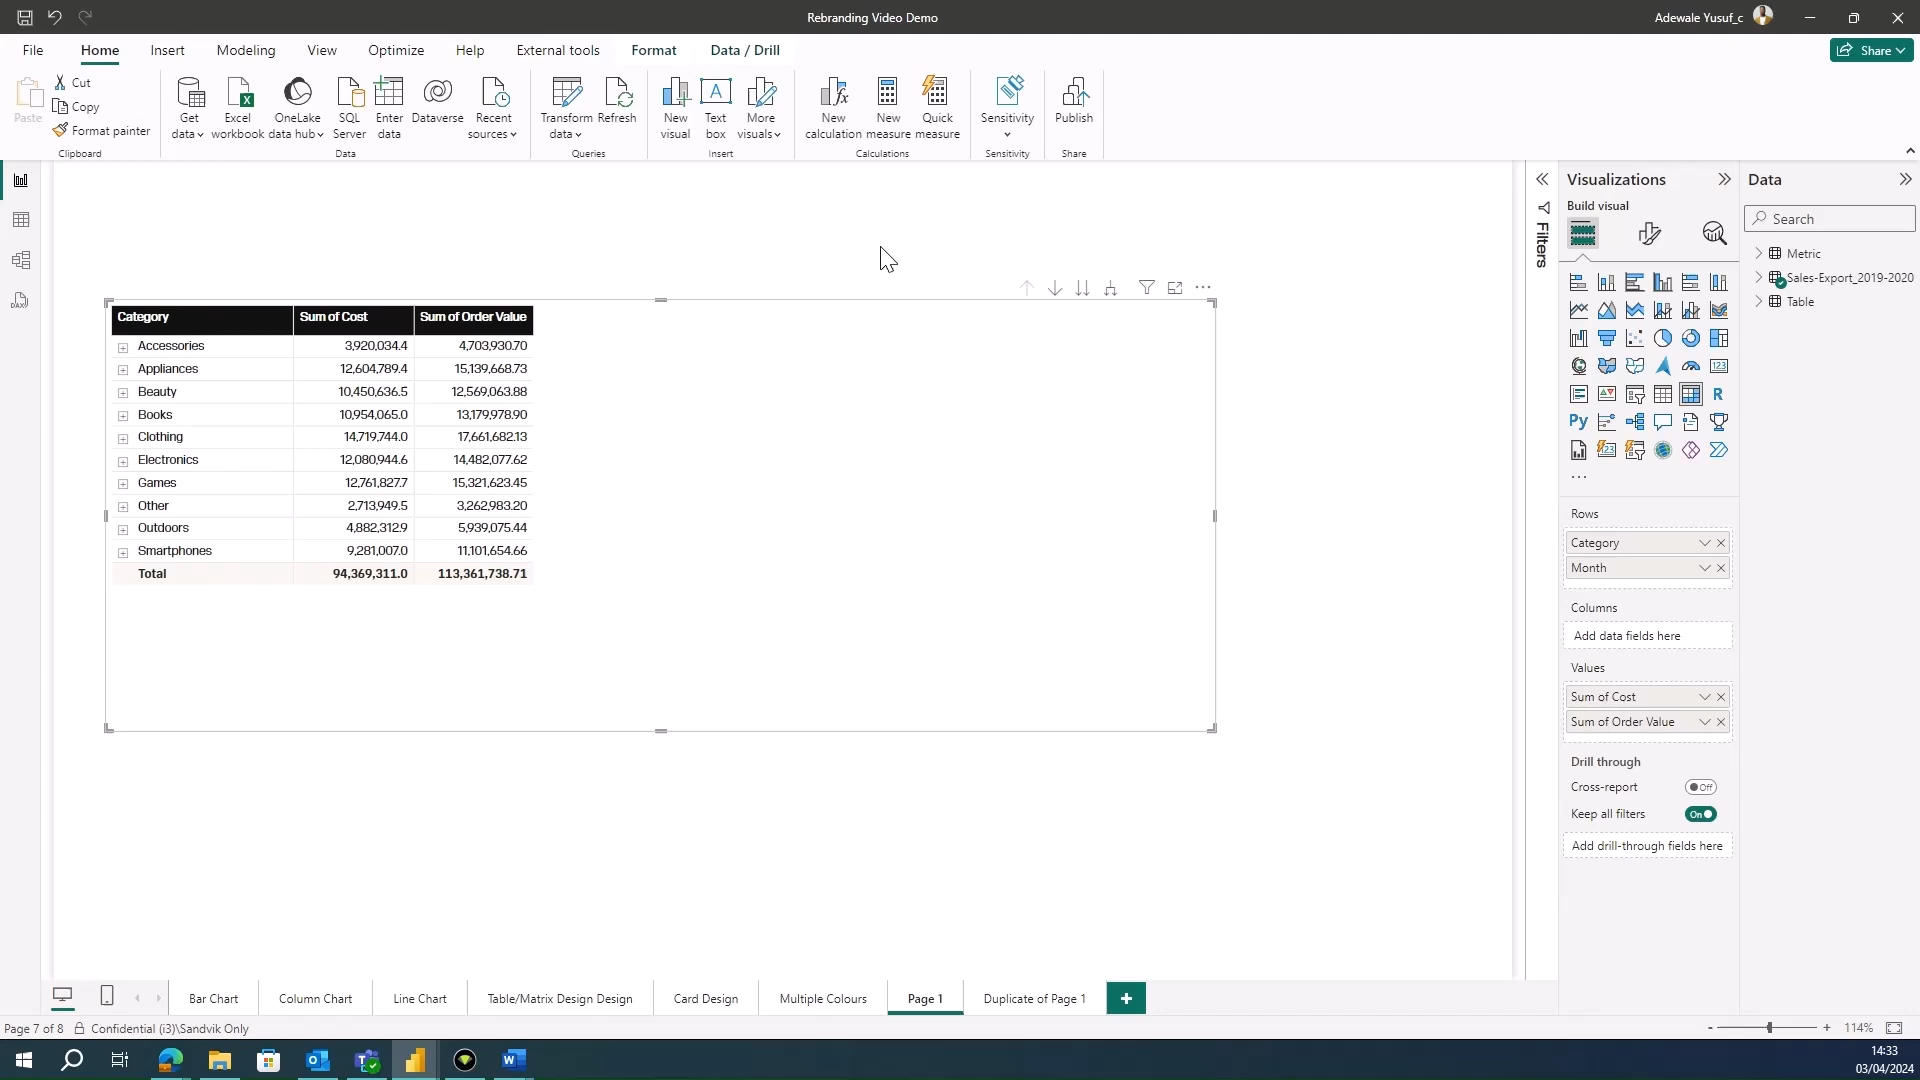 Rebranding Video Demo
Adewale Yusuf_c
File Home Insert Modeling View Optimize Help External tools Format Data / Drill
Share
Paste
Cut
Copy
Format painter
Clipboard
Get data
Excel workbook
OneLake data hub
SQL Server
Enter data
Dataverse
Recent sources
Data
Transform data
Refresh
Queries
New visual
Text box
More visuals
Insert
New calculation
New measure
Quick measure
Calculations
Sensitivity
Sensitivity
Publish
Share
Category Sum of Cost Sum of Order Value
Accessories 3,920,034.4 4,703,930.70
Appliances 12,604,789.4 15,139,668.73
Beauty 10,450,636.5 12,569,063.88
Books 10,954,065.0 13,179,978.90
Clothing 14,719,744.0 17,661,682.13
Electronics 12,080,944.6 14,482,077.62
Games 12,761,827.7 15,321,623.45
Other 2,713,949.5 3,262,983.20
Outdoors 4,882,312.9 5,939,075.44
Smartphones 9,281,007.0 11,101,654.66
Total 94,369,311.0 113,361,738.71
Filters
Visualizations
Build visual
123
R
Py
123
Rows
Category
Month
Columns
Add data fields here
Values
Sum of Cost
Sum of Order Value
Drill through
Cross-report Off
Keep all filters On
Add drill-through fields here
Data
Search
Metric
Sales-Export_2019-2020
Table
DAX
Bar Chart Column Chart Line Chart Table/Matrix Design Design Card Design Multiple Colours Page 1 Duplicate of Page 1 +
Page 7 of 8 Confidential (i3)\Sandvik Only
- + 114%
14:33
03/04/2024